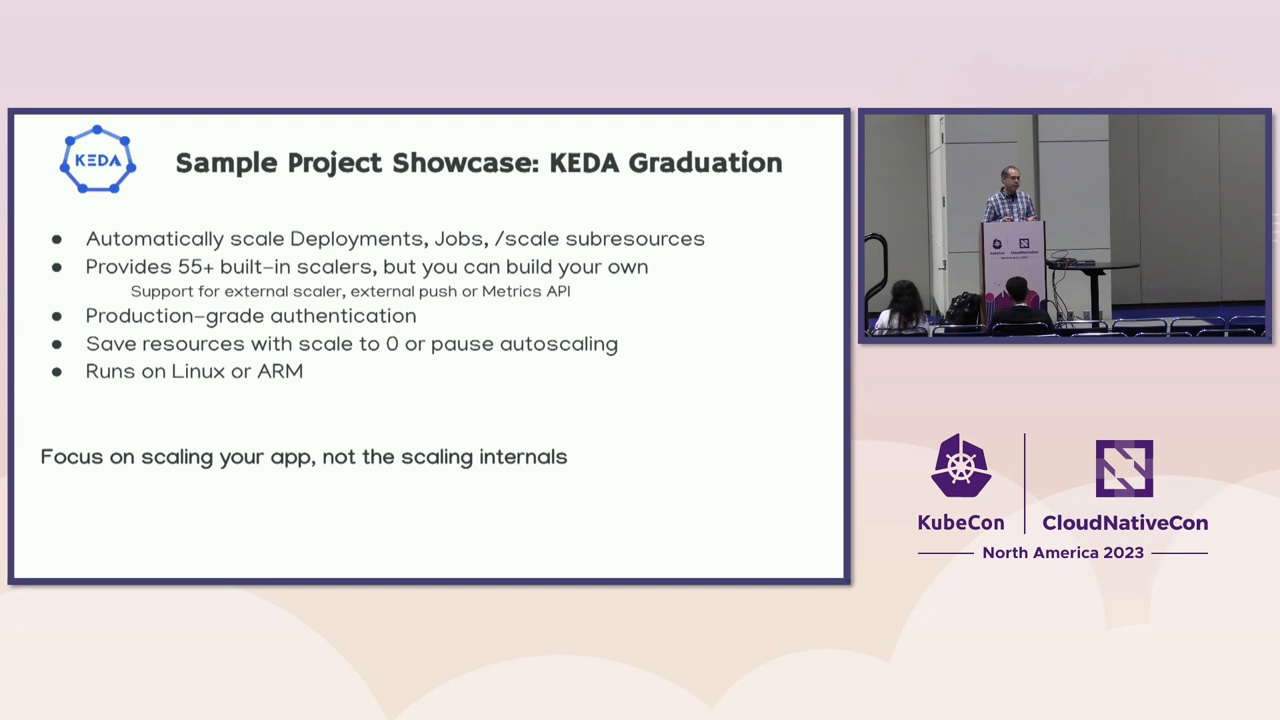 KEDA
Sample Project Showcase: KEDA Graduation
● Automatically scale Deployments, Jobs, /scale subresources
● Provides 55+ built-in scalers, but you can build your own
Support for external scaler, external push or Metrics API
● Production-grade authentication
● Save resources with scale to 0 or pause autoscaling
● Runs on Linux or ARM
Focus on scaling your app, not the scaling internals
KubeCon
CloudNativeCon
KubeCon
CloudNativeCon
North America 2023